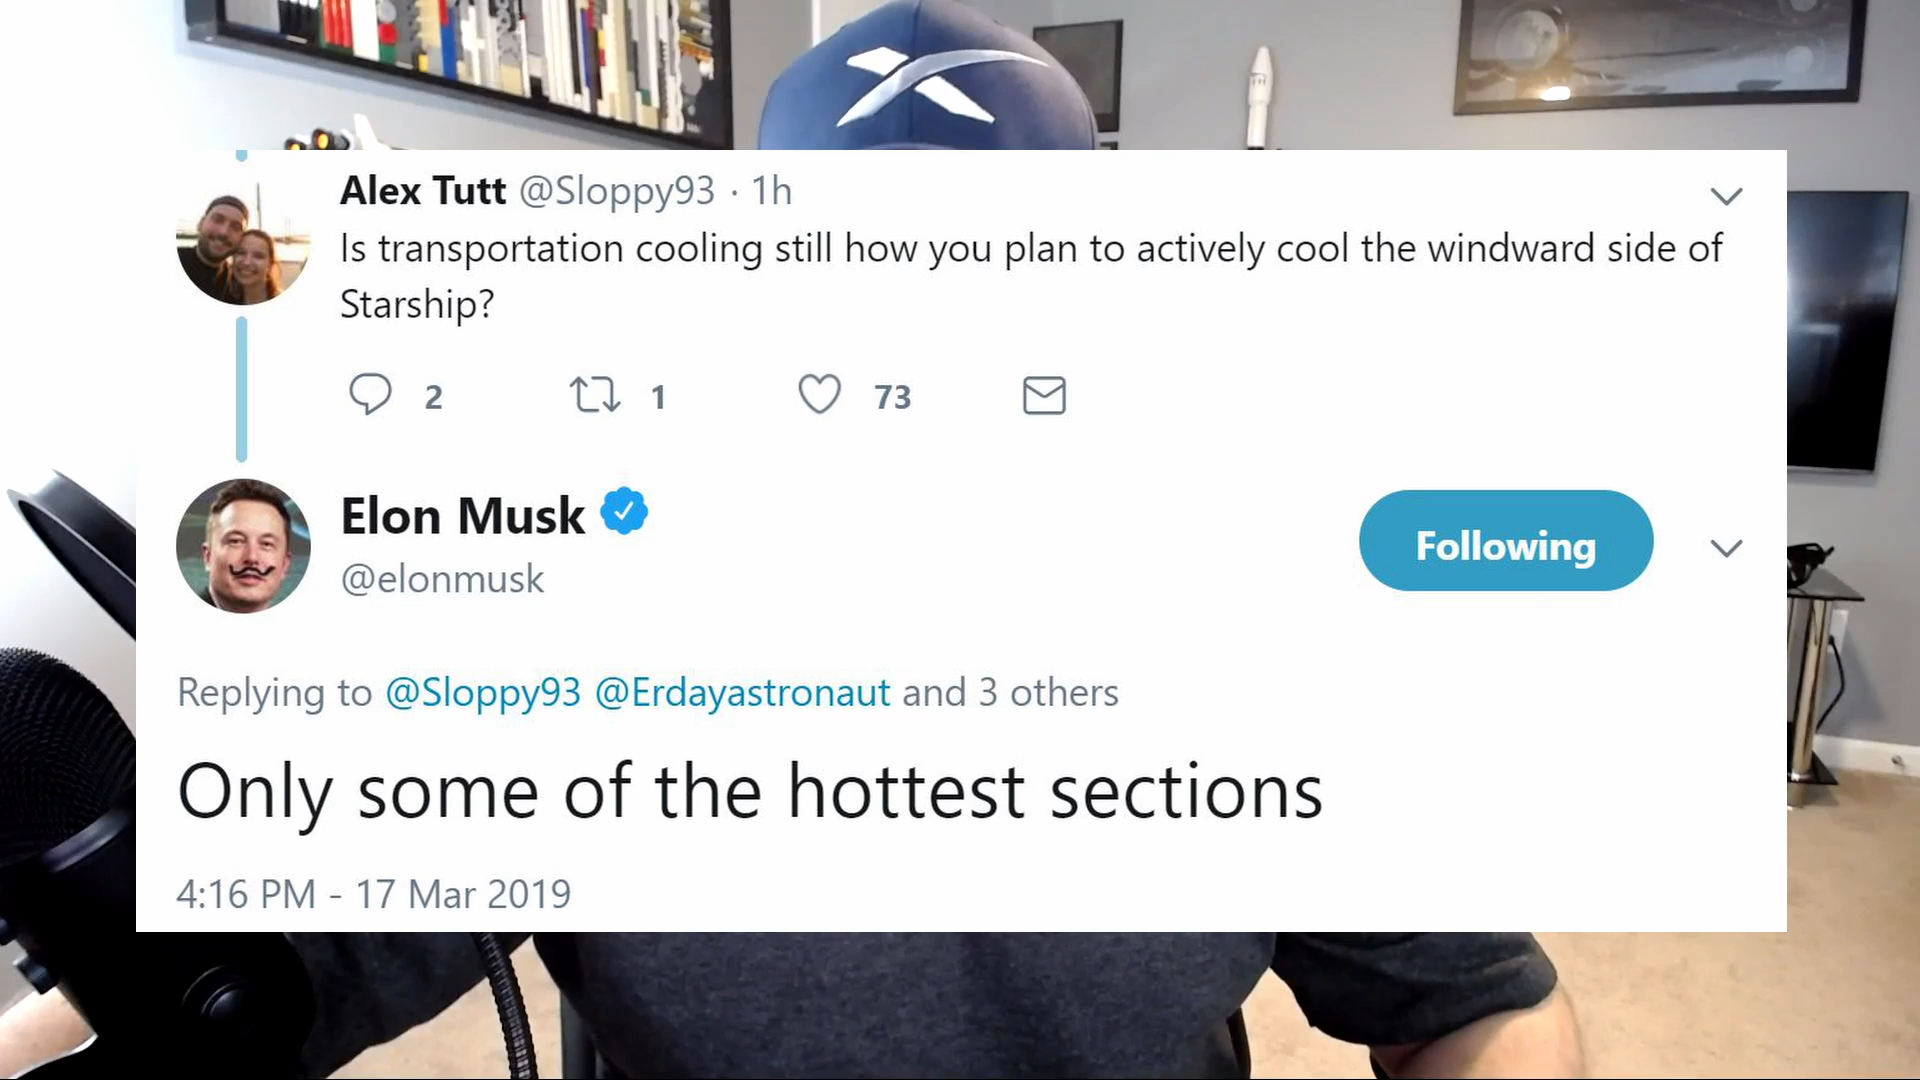 Alex Tutt @Sloppy93 · 1h
Is transportation cooling still how you plan to actively cool the windward side of
Starship?
2 1 73
Elon Musk
@elonmusk
Following
Replying to @Sloppy93 @Erdayastronaut and 3 others
Only some of the hottest sections
4:16 PM - 17 Mar 2019